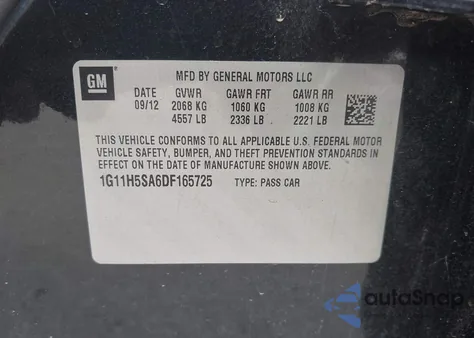 GM
MFD BY GENERAL MOTORS LLC
DATE GVWR GAWR FRT GAWR RR
09/12 2068 KG 1060 KG 1008 KG
4557 LB 2336 LB 2221 LB
THIS VEHICLE CONFORMS TO ALL APPLICABLE U.S. FEDERAL MOTOR
VEHICLE SAFETY, BUMPER, AND THEFT PREVENTION STANDARDS IN
EFFECT ON THE DATE OF MANUFACTURE SHOWN ABOVE.
1G11H5SA6DF165725 TYPE: PASS CAR
autoSnap